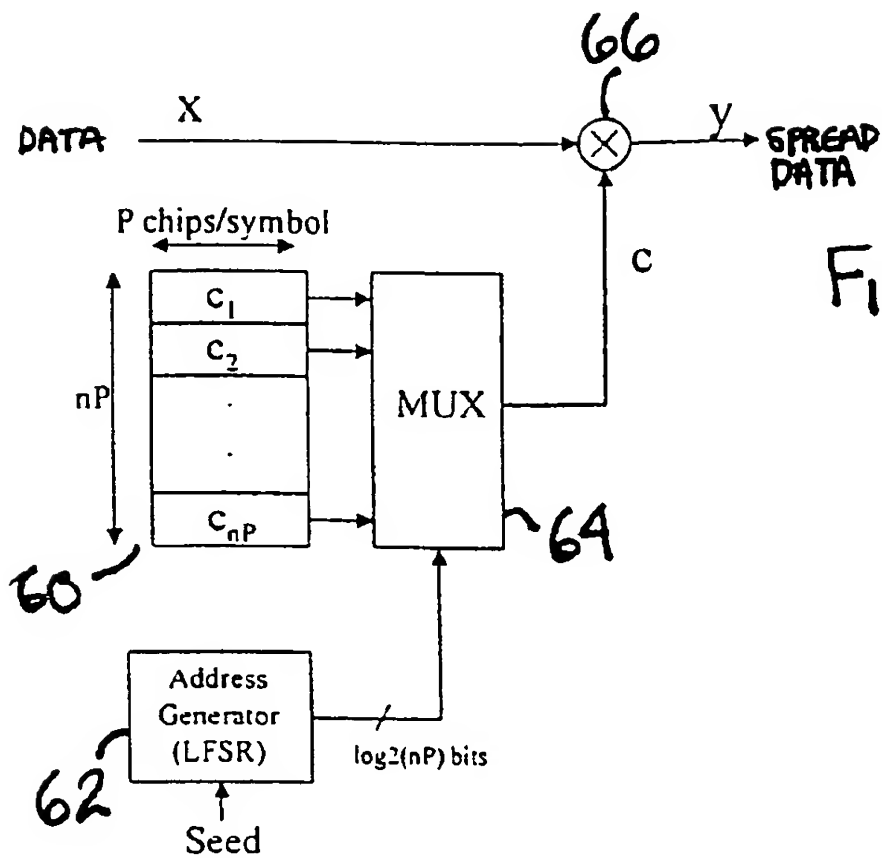 66
X
y
DATA
SPREAD
DATA
P chips/symbol
C
c1
c2
nP
MUX
.
.
cnP
64
60
Address
Generator
(LFSR)
log2(nP) bits
62
Seed